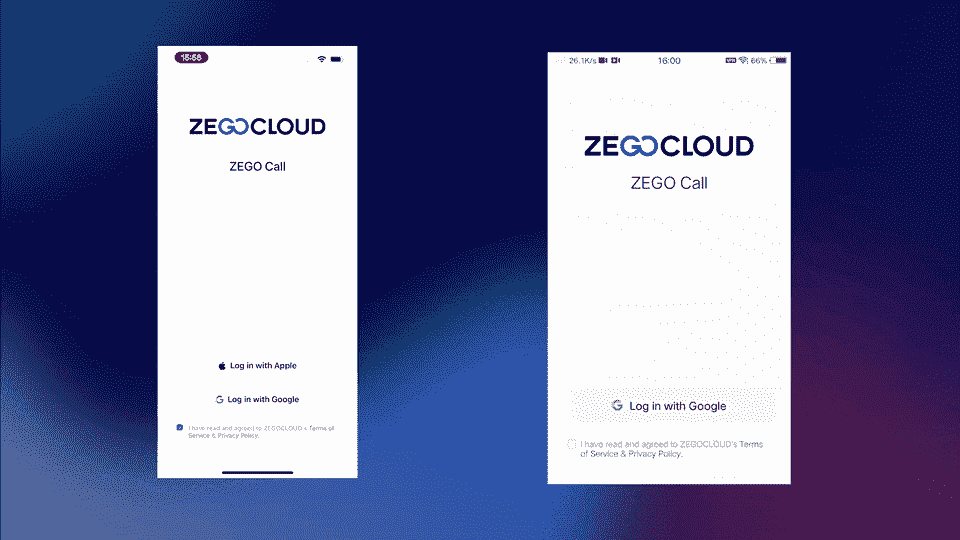 15:58
ZEGOCLOUD
ZEGO Call
Log in with Apple
Log in with Google
I have read and agreed to ZEGOCLOUD's Terms of
Service & Privacy Policy.
26.1K/s
16:00
VPN
66%
ZEGOCLOUD
ZEGO Call
Log in with Google
I have read and agreed to ZEGOCLOUD's Terms
of Service & Privacy Policy.